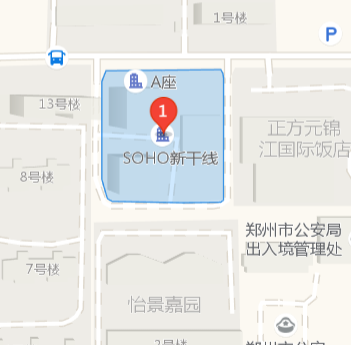 1号楼
P
A座
13号楼
1
正方元锦
江国际饭店
SOHO新干线
8号楼
郑州市公安局
出入境管理处
7号楼
怡景嘉园